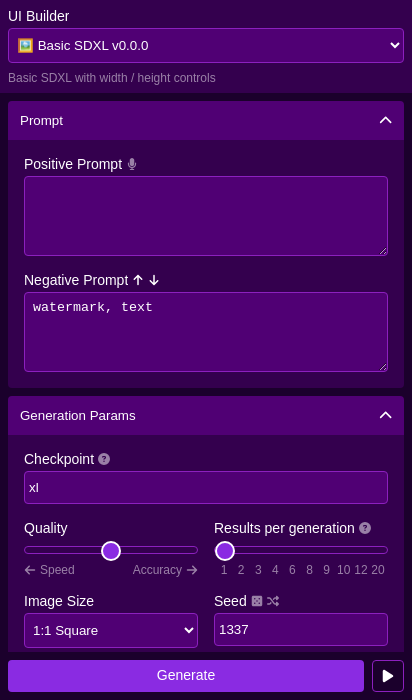 UI Builder
Basic SDXL v0.0.0
Basic SDXL with width / height controls
Prompt
Positive Prompt
Negative Prompt
watermark, text
Generation Params
Checkpoint
xl
Quality
Results per generation
Speed
Accuracy
1 2 3 4 6 8 9 10 12 20
Image Size
Seed
1:1 Square
1337
Generate